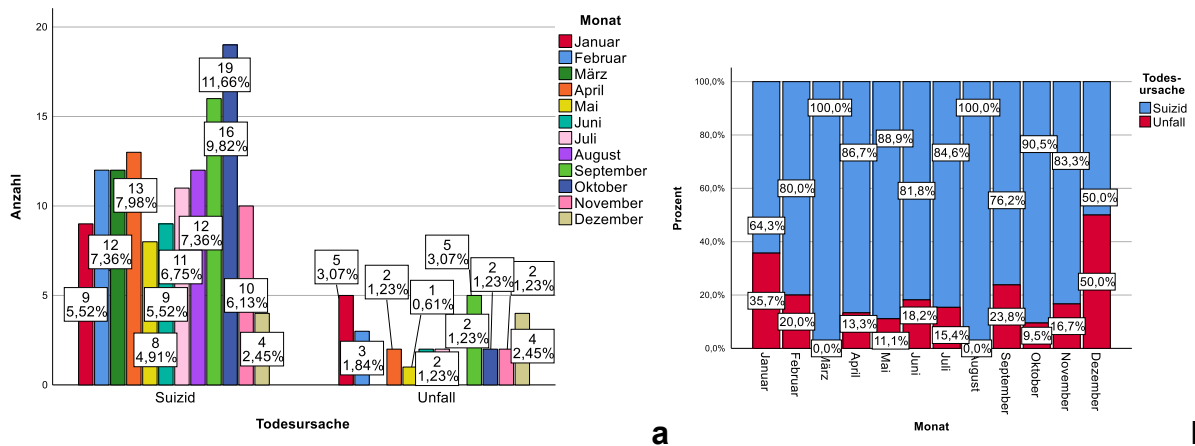 20
15
10
5
0
Anzahl
19
11,66%
16
9,82%
13
7,98%
12
7,36%
12
7,36%
11
6,75%
9
5,52%
9
5,52%
10
6,13%
8
4,91%
4
2,45%
5
3,07%
5
3,07%
2
1,23%
2
1,23%
2
1,23%
1
0,61%
2
1,23%
3
1,84%
2
1,23%
4
2,45%
Suizid
Unfall
Todesursache
Monat
Januar
Februar
März
April
Mai
Juni
Juli
August
September
Oktober
November
Dezember
a
100,0%
80,0%
60,0%
40,0%
20,0%
0,0%
Prozent
64,3%
80,0%
100,0%
86,7%
88,9%
81,8%
84,6%
100,0%
76,2%
90,5%
83,3%
50,0%
35,7%
20,0%
0,0%
13,3%
11,1%
18,2%
15,4%
0,0%
23,8%
9,5%
16,7%
50,0%
Januar
Februar
März
April
Mai
Juni
Juli
August
September
Oktober
November
Dezember
Monat
Todes-
ursache
Suizid
Unfall